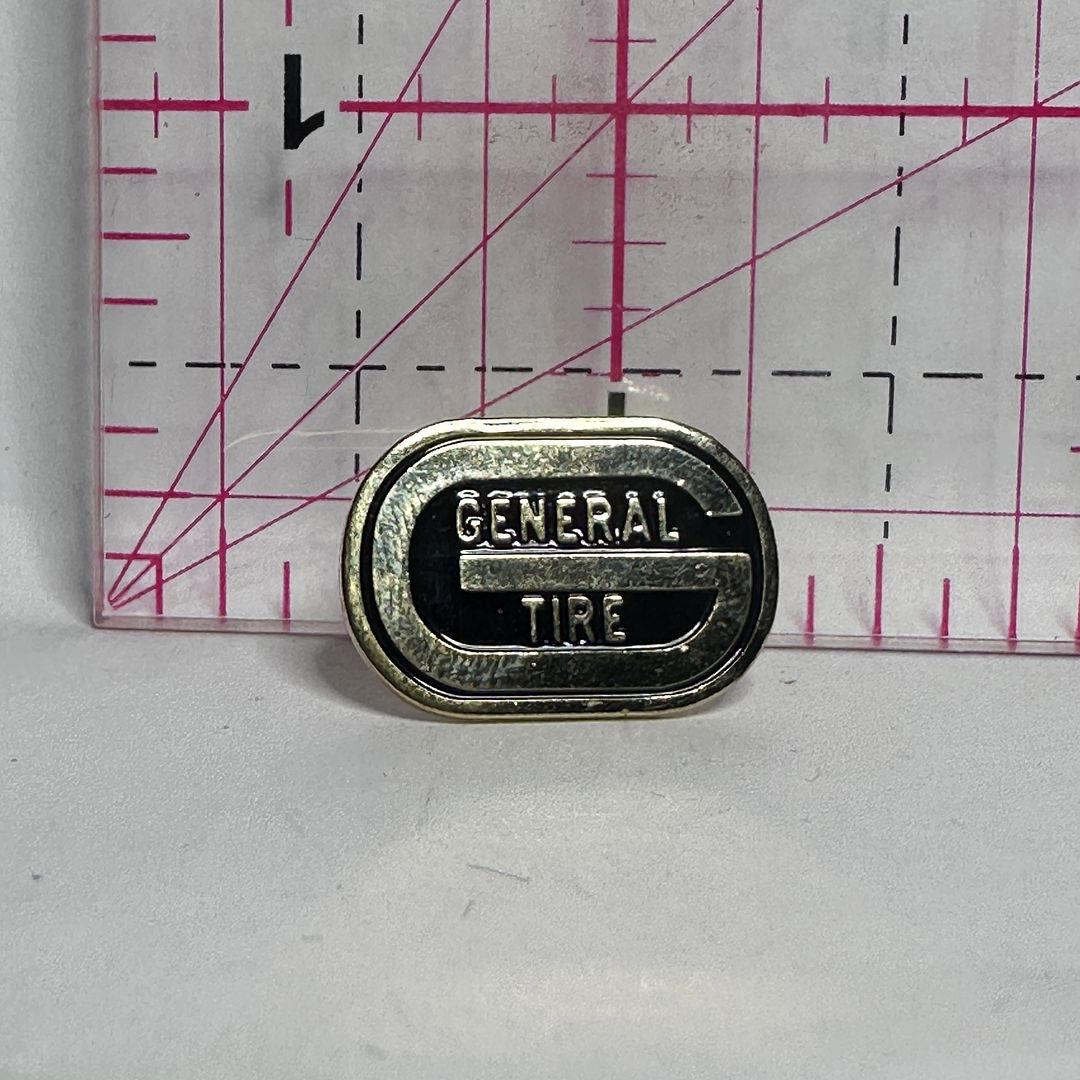 1
GENERAL
TIRE